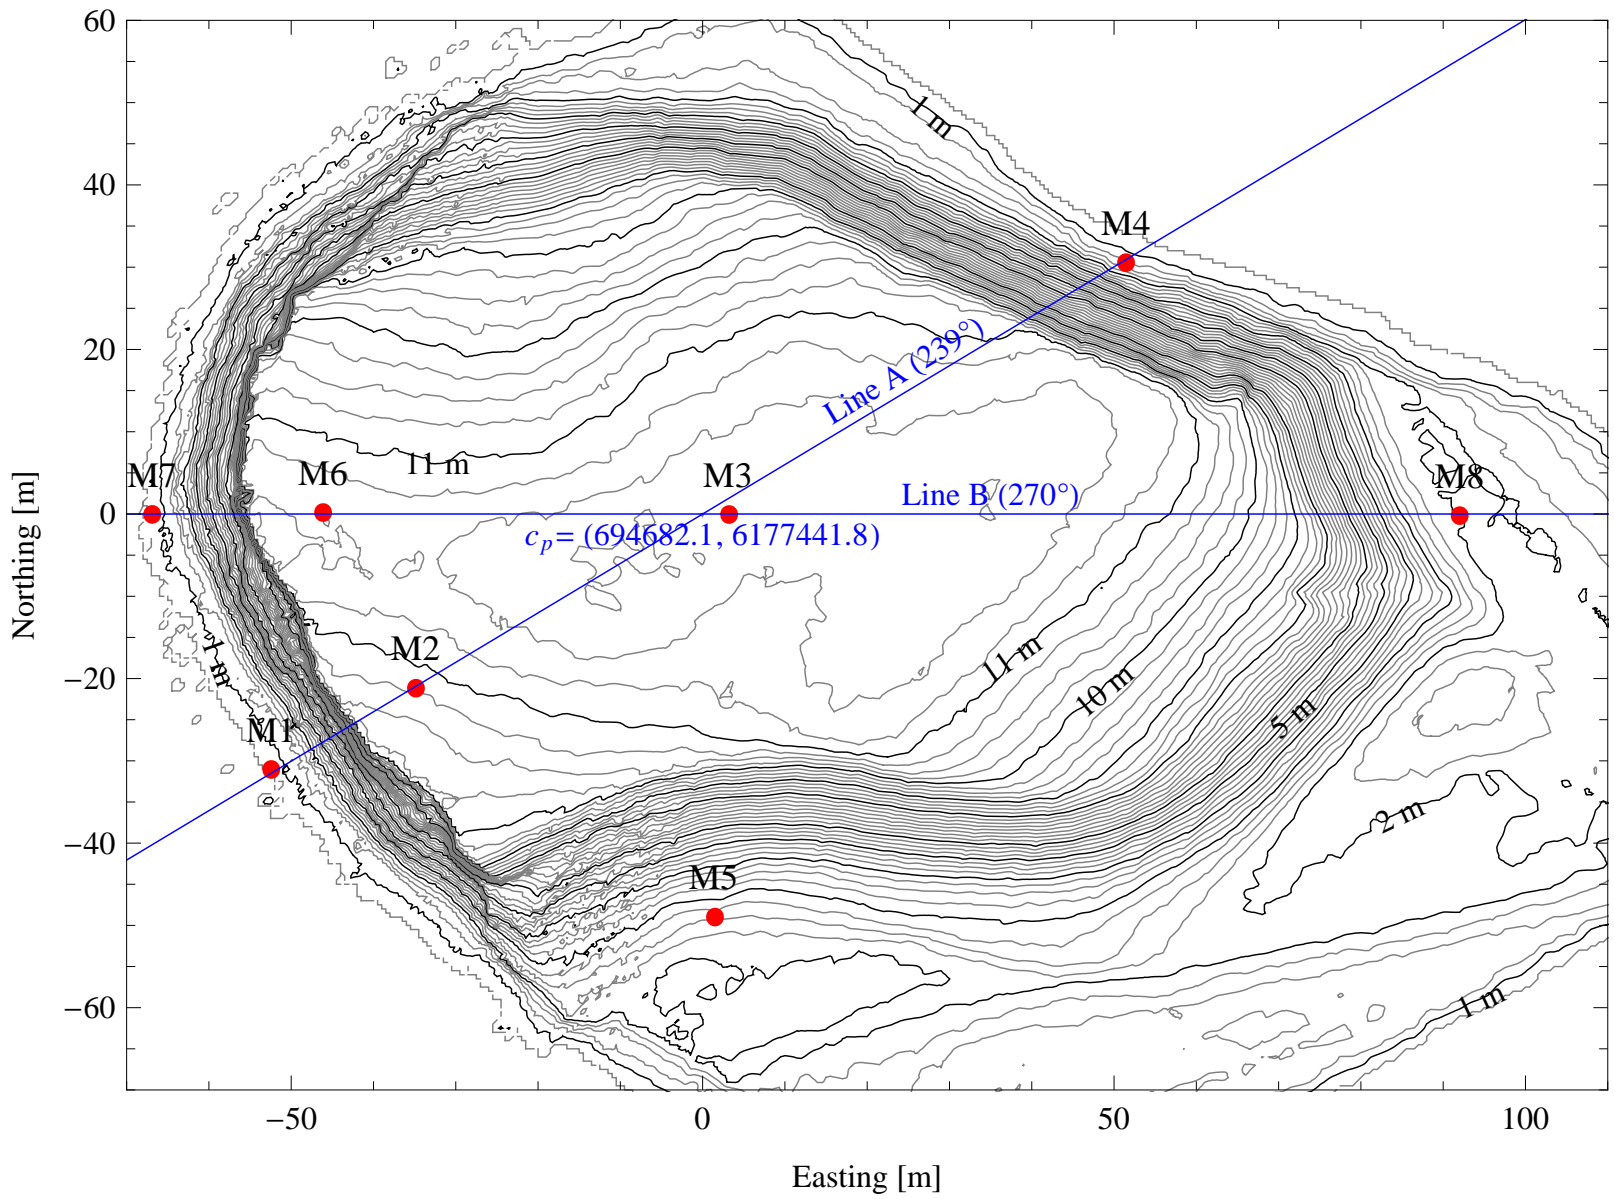 60
40
20
0
−20
−40
−60
−50
0
50
100
Northing [m]
Easting [m]
1 m
M4
Line A (239°)
11 m
M7
M6
M3
Line B (270°)
M8
cp= (694682.1, 6177441.8)
1 m
M2
11 m
10 m
5 m
M1
2 m
M5
1 m